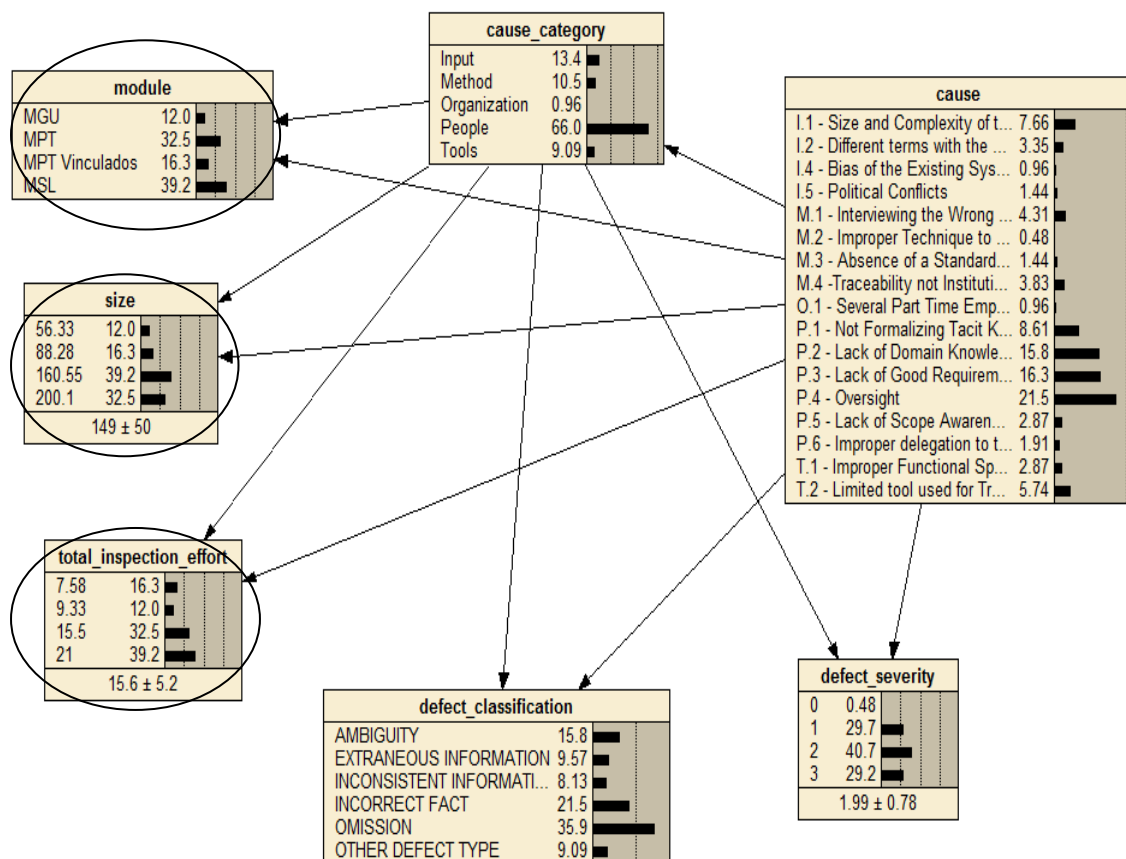 cause_category
Input 13.4
Method 10.5
Organization 0.96
People 66.0
Tools 9.09
module
MGU 12.0
MPT 32.5
MPT Vinculados 16.3
MSL 39.2
cause
I.1 - Size and Complexity of t... 7.66
I.2 - Different terms with the ... 3.35
I.4 - Bias of the Existing Sys... 0.96
I.5 - Political Conflicts 1.44
M.1 - Interviewing the Wrong ... 4.31
M.2 - Improper Technique to ... 0.48
M.3 - Absence of a Standard... 1.44
M.4 -Traceability not Instituti... 3.83
O.1 - Several Part Time Emp... 0.96
P.1 - Not Formalizing Tacit K... 8.61
P.2 - Lack of Domain Knowle... 15.8
P.3 - Lack of Good Requirem... 16.3
P.4 - Oversight 21.5
P.5 - Lack of Scope Awaren... 2.87
P.6 - Improper delegation to t... 1.91
T.1 - Improper Functional Sp... 2.87
T.2 - Limited tool used for Tr... 5.74
size
56.33 12.0
88.28 16.3
160.55 39.2
200.1 32.5
149 ± 50
total_inspection_effort
7.58 16.3
9.33 12.0
15.5 32.5
21 39.2
15.6 ± 5.2
defect_classification
AMBIGUITY 15.8
EXTRANEOUS INFORMATION 9.57
INCONSISTENT INFORMATI... 8.13
INCORRECT FACT 21.5
OMISSION 35.9
OTHER DEFECT TYPE 9.09
defect_severity
0 0.48
1 29.7
2 40.7
3 29.2
1.99 ± 0.78